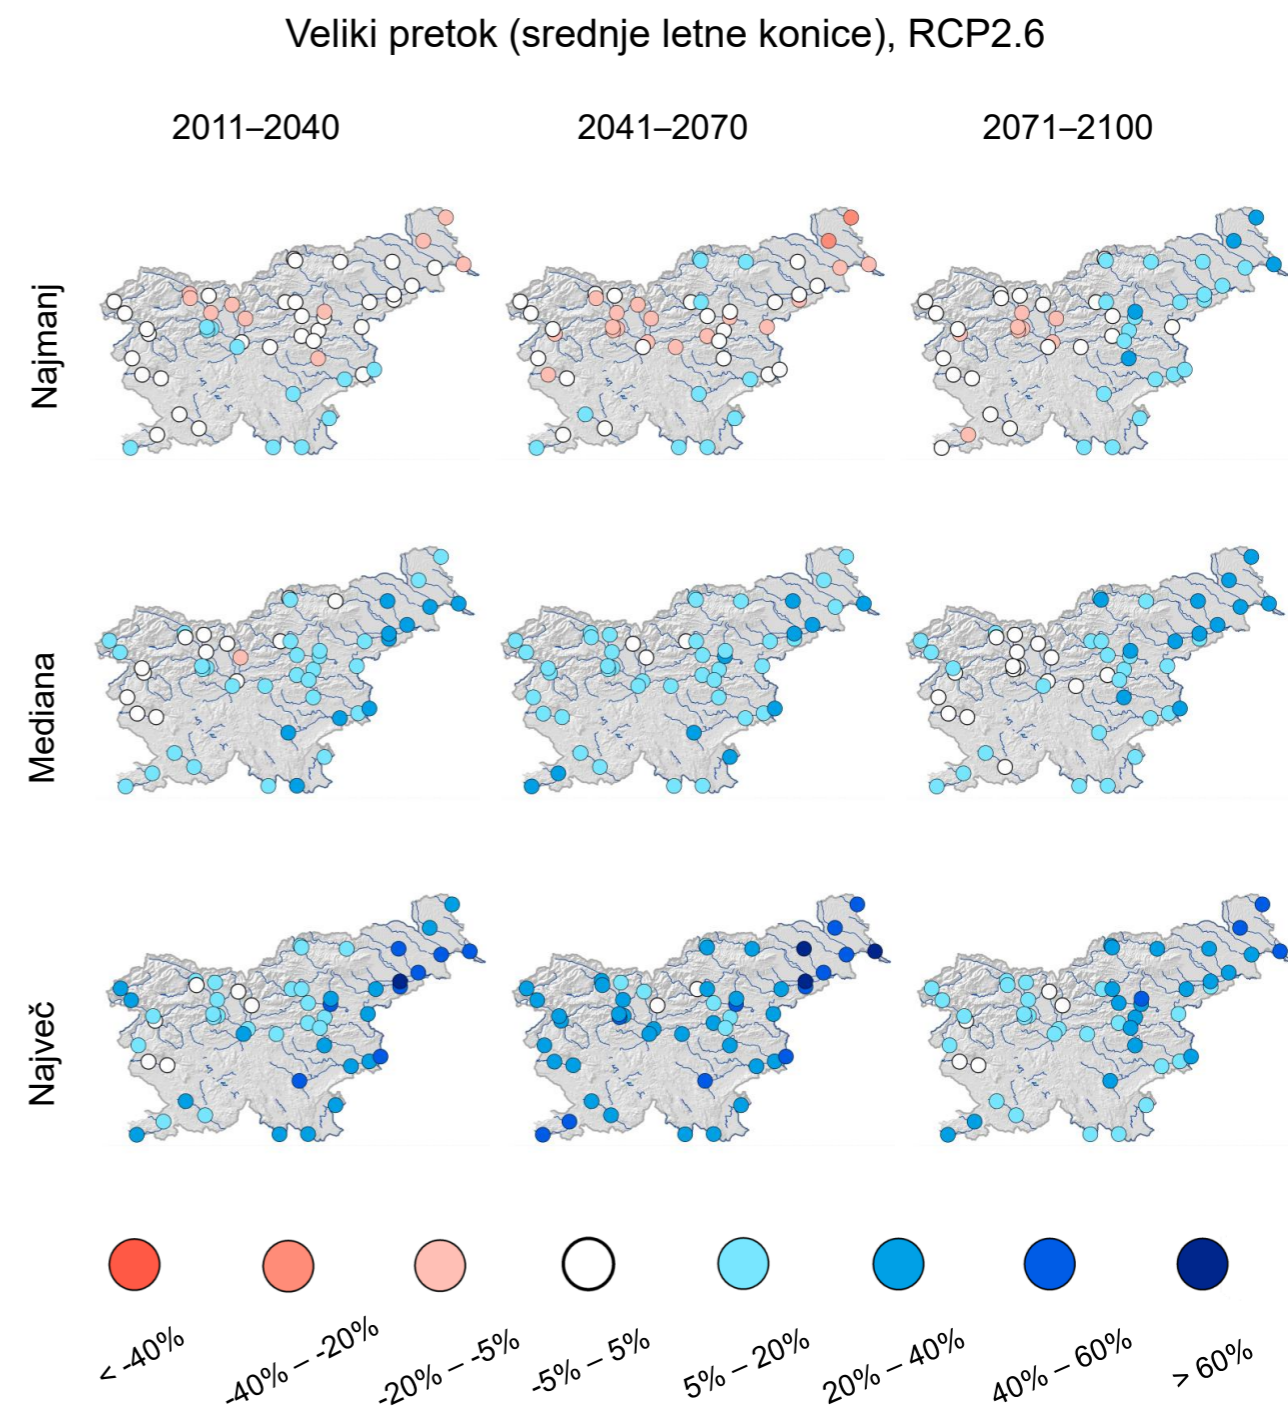 Veliki pretok (srednje letne konice), RCP2.6
2011–2040
2041–2070
2071–2100
Najmanj
Mediana
Največ
< -40%
-40% – -20%
-20% – -5%
-5% – 5%
5% – 20%
20% – 40%
40% – 60%
> 60%